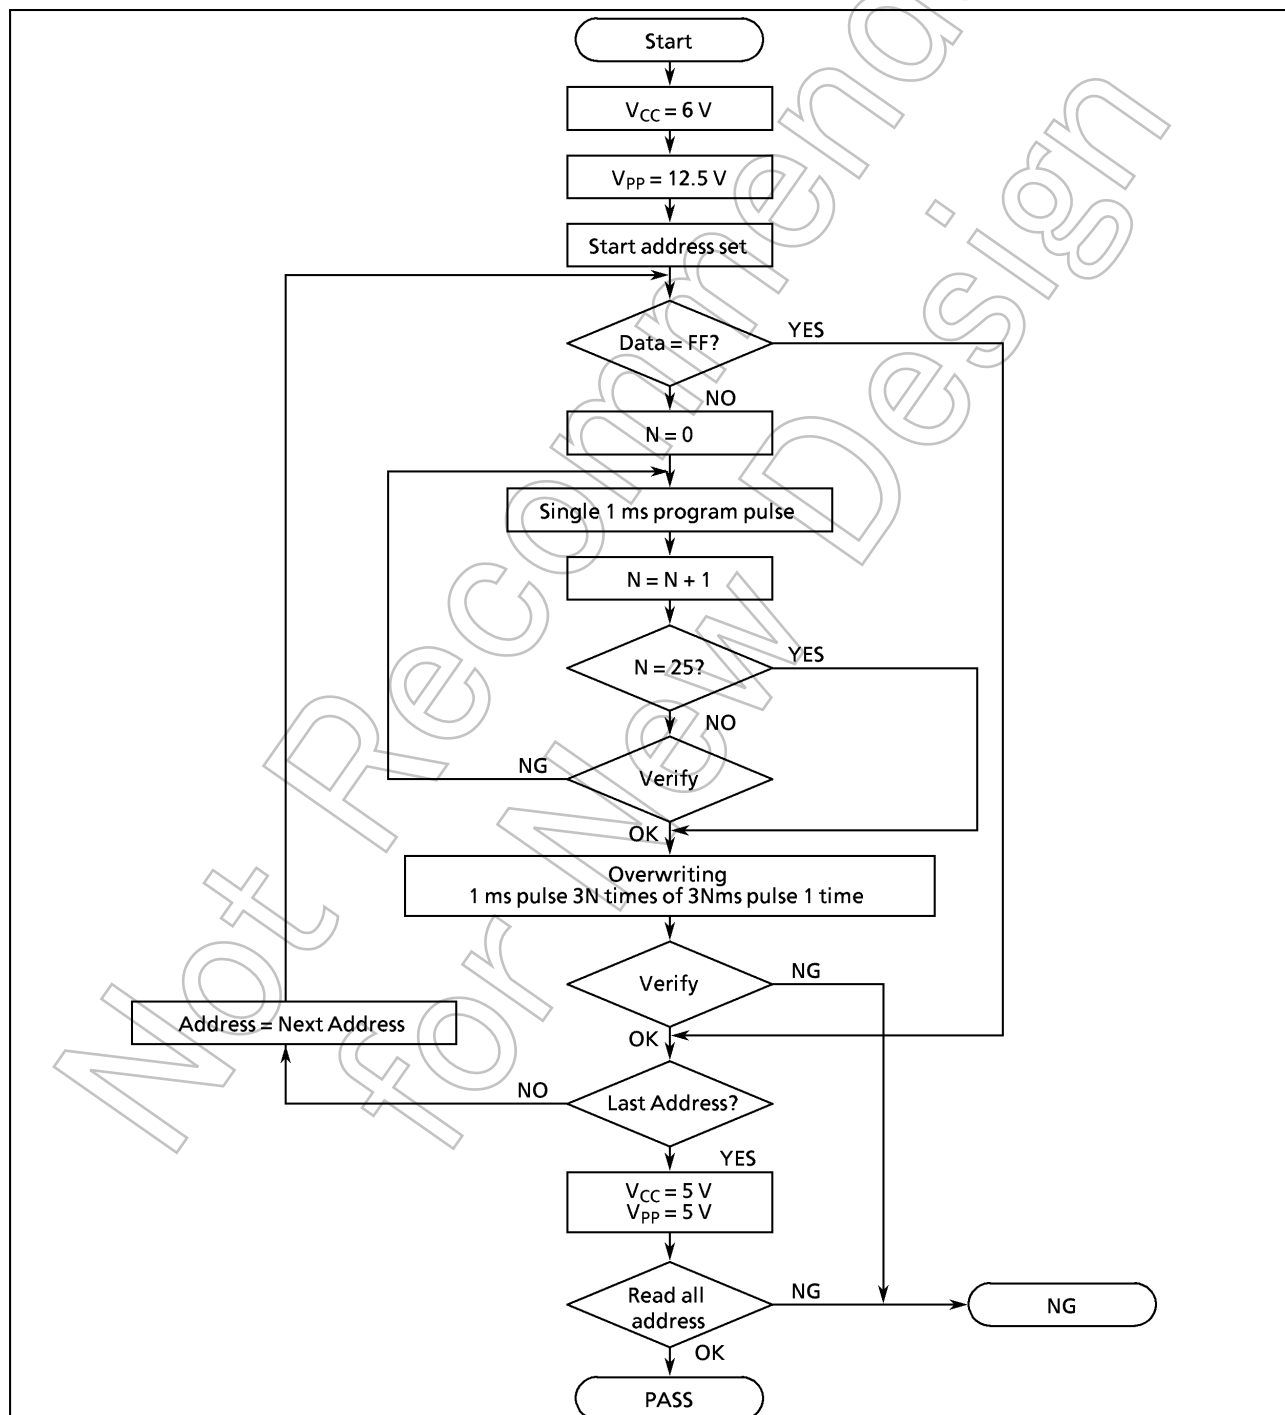 Start
VCC = 6 V
VPP = 12.5 V
Start address set
Data = FF?
YES
NO
N = 0
Single 1 ms program pulse
N = N + 1
N = 25?
YES
NO
NG
Verify
OK
Overwriting
1 ms pulse 3N times of 3Nms pulse 1 time
Verify
NG
Address = Next Address
OK
NO
Last Address?
YES
VCC = 5 V
VPP = 5 V
Read all
address
NG
NG
OK
PASS
Not Recommend
for New Design